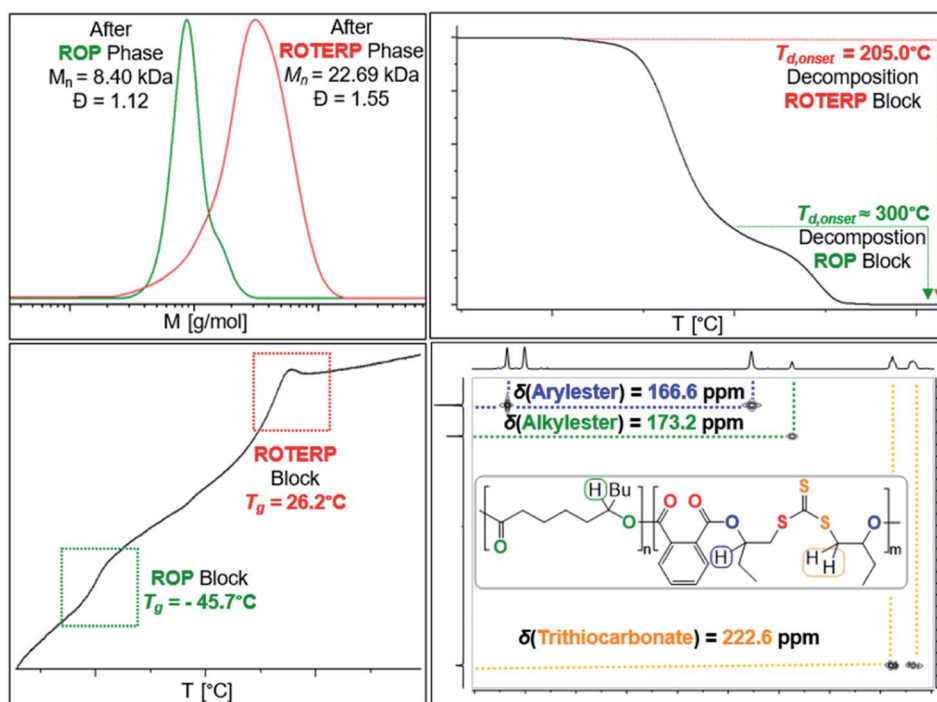 After
ROP Phase
Mn = 8.40 kDa
Đ = 1.12
After
ROTERP Phase
Mn = 22.69 kDa
Đ = 1.55
M [g/mol]
Td,onset = 205.0°C
Decomposition
ROTERP Block
Td,onset ≈ 300°C
Decompostion
ROP Block
T [°C]
ROTERP
Block
Tg = 26.2°C
ROP Block
Tg = - 45.7°C
T [°C]
δ(Arylester) = 166.6 ppm
δ(Alkylester) = 173.2 ppm
H Bu
O
O
n
O
O
O
H
S
S
S
H
H
O
m
δ(Trithiocarbonate) = 222.6 ppm